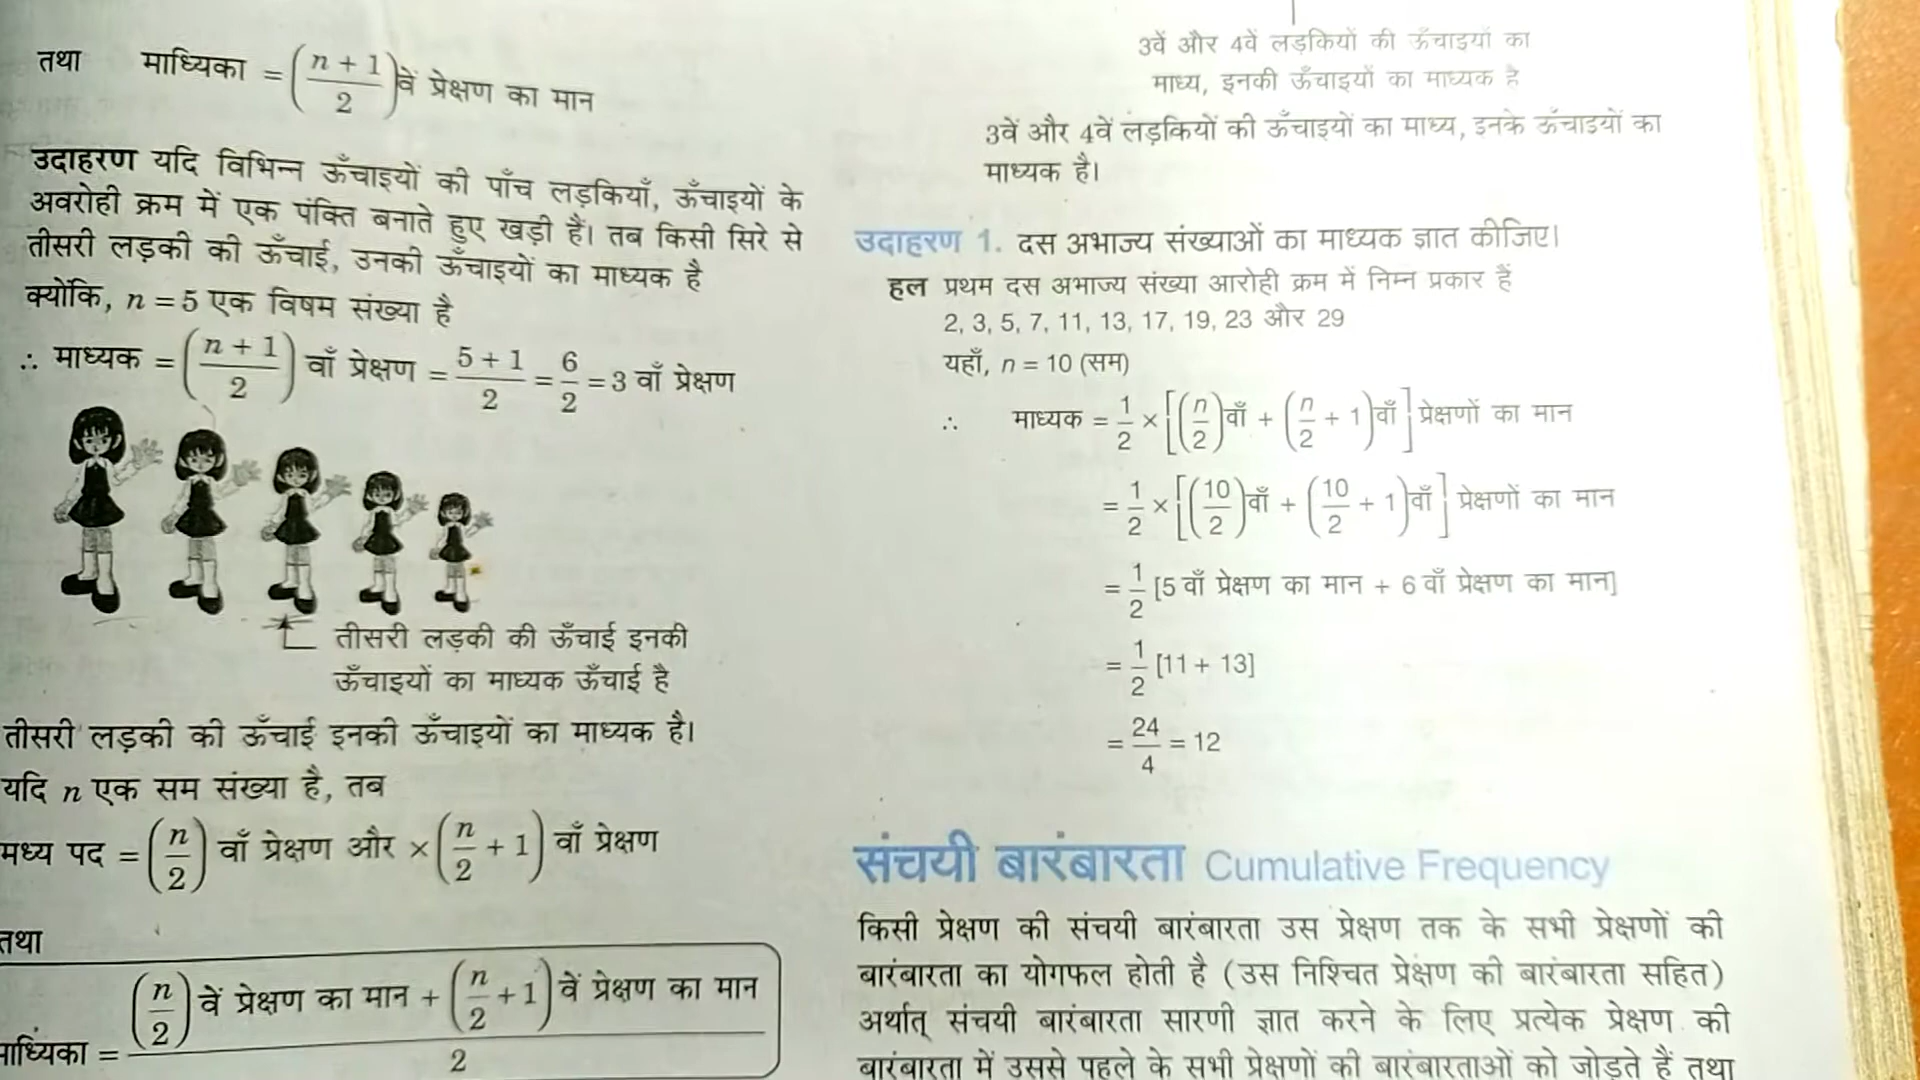 तथा माध्यिका = (n + 1 / 2) वें प्रेक्षण का मान
उदाहरण यदि विभिन्न ऊँचाइयों की पाँच लड़कियाँ, ऊँचाइयों के
अवरोही क्रम में एक पंक्ति बनाते हुए खड़ी हैं। तब किसी सिरे से
तीसरी लड़की की ऊँचाई, उनकी ऊँचाइयों का माध्यक है
क्योंकि, n = 5 एक विषम संख्या है
∴ माध्यक = (n + 1 / 2) वाँ प्रेक्षण = 5 + 1 / 2 = 6 / 2 = 3 वाँ प्रेक्षण
तीसरी लड़की की ऊँचाई इनकी
ऊँचाइयों का माध्यक ऊँचाई है
तीसरी लड़की की ऊँचाई इनकी ऊँचाइयों का माध्यक है।
यदि n एक सम संख्या है, तब
मध्य पद = (n / 2) वाँ प्रेक्षण और × (n / 2 + 1) वाँ प्रेक्षण
तथा
माध्यिका = (n / 2) वें प्रेक्षण का मान + (n / 2 + 1) वें प्रेक्षण का मान / 2
3वें और 4वें लड़कियों की ऊँचाइयों का
माध्य, इनकी ऊँचाइयों का माध्यक है
3वें और 4वें लड़कियों की ऊँचाइयों का माध्य, इनके ऊँचाइयों का
माध्यक है।
उदाहरण 1. दस अभाज्य संख्याओं का माध्यक ज्ञात कीजिए।
हल प्रथम दस अभाज्य संख्या आरोही क्रम में निम्न प्रकार हैं
2, 3, 5, 7, 11, 13, 17, 19, 23 और 29
यहाँ, n = 10 (सम)
∴ माध्यक = 1 / 2 × [(n / 2) वाँ + (n / 2 + 1) वाँ] प्रेक्षणों का मान
= 1 / 2 × [(10 / 2) वाँ + (10 / 2 + 1) वाँ] प्रेक्षणों का मान
= 1 / 2 [5 वाँ प्रेक्षण का मान + 6 वाँ प्रेक्षण का मान]
= 1 / 2 [11 + 13]
= 24 / 4 = 12
संचयी बारंबारता Cumulative Frequency
किसी प्रेक्षण की संचयी बारंबारता उस प्रेक्षण तक के सभी प्रेक्षणों की
बारंबारता का योगफल होती है (उस निश्चित प्रेक्षण की बारंबारता सहित)
अर्थात् संचयी बारंबारता सारणी ज्ञात करने के लिए प्रत्येक प्रेक्षण की
बारंबारता में उससे पहले के सभी प्रेक्षणों की बारंबारताओं को जोड़ते हैं तथा